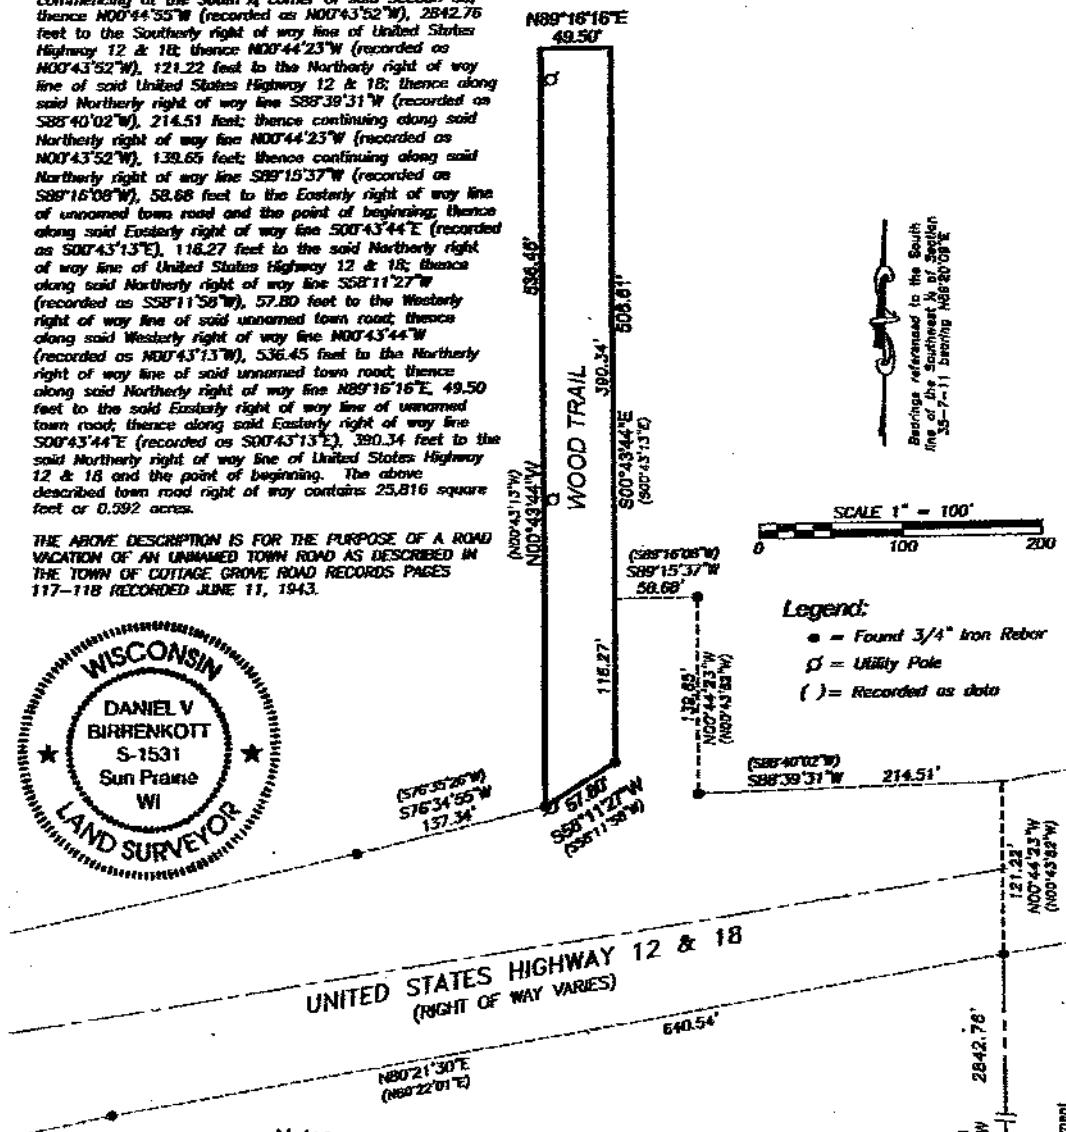 commencing at the South ¼ corner of said Section
thence N00°44'55"W (recorded as N00°43'52"W), 2842.76
feet to the Southerly right of way line of United States
Highway 12 & 18; thence N00°44'23"W (recorded as
N00°43'52"W), 121.22 feet to the Northerly right of way
line of said United States Highway 12 & 18; thence along
said Northerly right of way line S88°39'31"W (recorded as
S88°40'02"W), 214.51 feet; thence continuing along said
Northerly right of way line N00°44'23"W (recorded as
N00°43'52"W), 139.65 feet; thence continuing along said
Northerly right of way line S89°15'37"W (recorded as
S89°16'08"W), 58.68 feet to the Easterly right of way line
of unnamed town road and the point of beginning; thence
along said Easterly right of way line S00°43'44"E (recorded
as S00°43'13"E), 116.27 feet to the said Northerly right
of way line of United States Highway 12 & 18; thence
along said Northerly right of way line S58°11'27"W
(recorded as S58°11'58"W), 57.80 feet to the Westerly
right of way line of said unnamed town road; thence
along said Westerly right of way line N00°43'44"W
(recorded as N00°43'13"W), 536.45 feet to the Northerly
right of way line of said unnamed town road; thence
along said Northerly right of way line N89°16'16"E, 49.50
feet to the said Easterly right of way line of unnamed
town road; thence along said Easterly right of way line
S00°43'44"E (recorded as S00°43'13"E), 390.34 feet to the
said Northerly right of way line of United States Highway
12 & 18 and the point of beginning. The above
described town road right of way contains 25,816 square
feet or 0.592 acres.
THE ABOVE DESCRIPTION IS FOR THE PURPOSE OF A ROAD
VACATION OF AN UNNAMED TOWN ROAD AS DESCRIBED IN
THE TOWN OF COTTAGE GROVE ROAD RECORDS PAGES
117-118 RECORDED JUNE 11, 1943.
WISCONSIN
DANIEL V
BIRRENKOTT
S-1531
Sun Prairie
WI
LAND SURVEYOR
N89°16'16"E
49.50'
536.45'
506.61'
390.34'
WOOD TRAIL
S00°43'44"E
(S00°43'13"E)
(N00°43'13"W)
N00°43'44"W
116.27'
(S89°16'08"W)
S89°15'37"W
58.68'
139.65'
N00°44'23"W
(N00°43'52"W)
Bearings referenced to the South
line of the Southwest ¼ of Section
35-7-11 bearing N88°20'09"E
SCALE 1" = 100'
0 100 200
Legend:
● = Found 3/4" Iron Rebar
= Utility Pole
( )= Recorded as data
(S88°40'02"W)
S88°39'31"W 214.51'
57.80'
S58°11'27"W
(S58°11'58"W)
(S76°35'26"W)
S76°34'55"W
137.34'
121.22'
N00°44'23"W
(N00°43'52"W)
UNITED STATES HIGHWAY 12 & 18
(RIGHT OF WAY VARIES)
640.54'
N80°21'30"E
(N80°22'01"E)
2842.76'